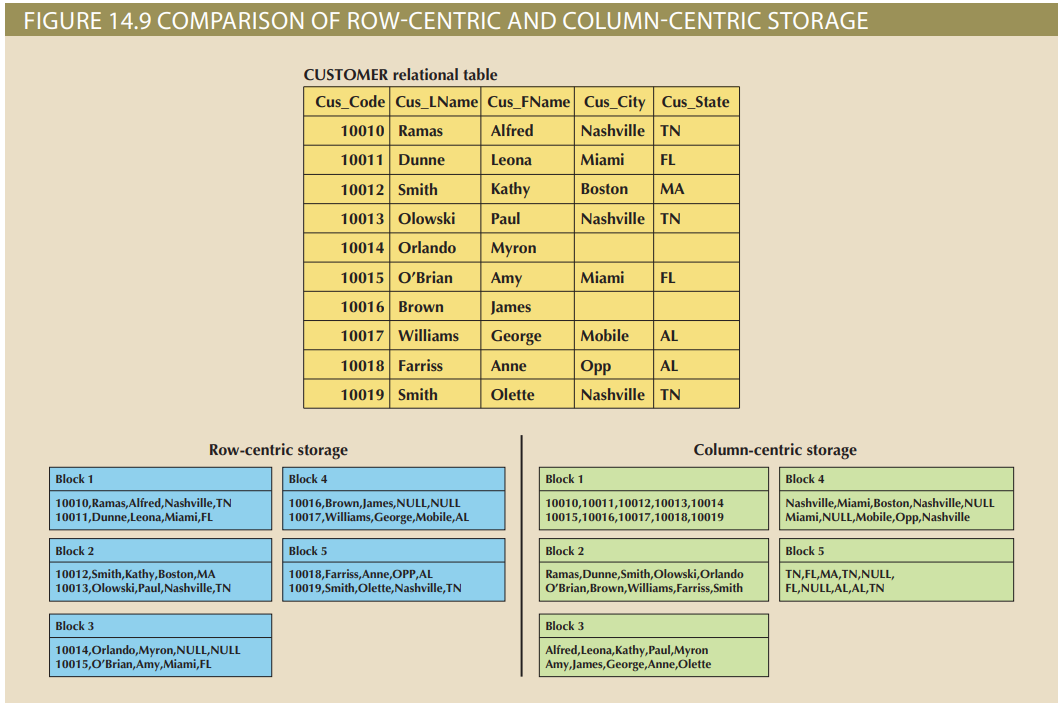 FIGURE 14.9 COMPARISON OF ROW-CENTRIC AND COLUMN-CENTRIC STORAGE
CUSTOMER relational table
Cus_Code Cus_LName Cus_FName Cus_City Cus_State
10010 Ramas Alfred Nashville TN
10011 Dunne Leona Miami FL
10012 Smith Kathy Boston MA
10013 Olowski Paul Nashville TN
10014 Orlando Myron
10015 O’Brian Amy Miami FL
10016 Brown James
10017 Williams George Mobile AL
10018 Farriss Anne Opp AL
10019 Smith Olette Nashville TN
Row-centric storage
Block 1
10010,Ramas,Alfred,Nashville,TN
10011,Dunne,Leona,Miami,FL
Block 2
10012,Smith,Kathy,Boston,MA
10013,Olowski,Paul,Nashville,TN
Block 3
10014,Orlando,Myron,NULL,NULL
10015,O’Brian,Amy,Miami,FL
Block 4
10016,Brown,James,NULL,NULL
10017,Williams,George,Mobile,AL
Block 5
10018,Farriss,Anne,OPP,AL
10019,Smith,Olette,Nashville,TN
Column-centric storage
Block 1
10010,10011,10012,10013,10014
10015,10016,10017,10018,10019
Block 2
Ramas,Dunne,Smith,Olowski,Orlando
O’Brian,Brown,Williams,Farriss,Smith
Block 3
Alfred,Leona,Kathy,Paul,Myron
Amy,James,George,Anne,Olette
Block 4
Nashville,Miami,Boston,Nashville,NULL
Miami,NULL,Mobile,Opp,Nashville
Block 5
TN,FL,MA,TN,NULL,
FL,NULL,AL,AL,TN